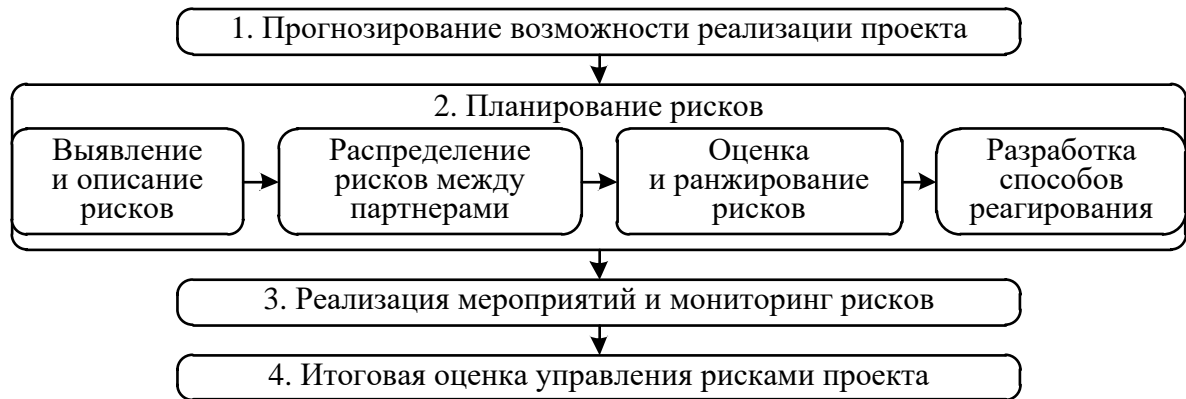 1. Прогнозирование возможности реализации проекта
2. Планирование рисков
Выявление
и описание
рисков
Распределение
рисков между
партнерами
Оценка
и ранжирование
рисков
Разработка
способов
реагирования
3. Реализация мероприятий и мониторинг рисков
4. Итоговая оценка управления рисками проекта